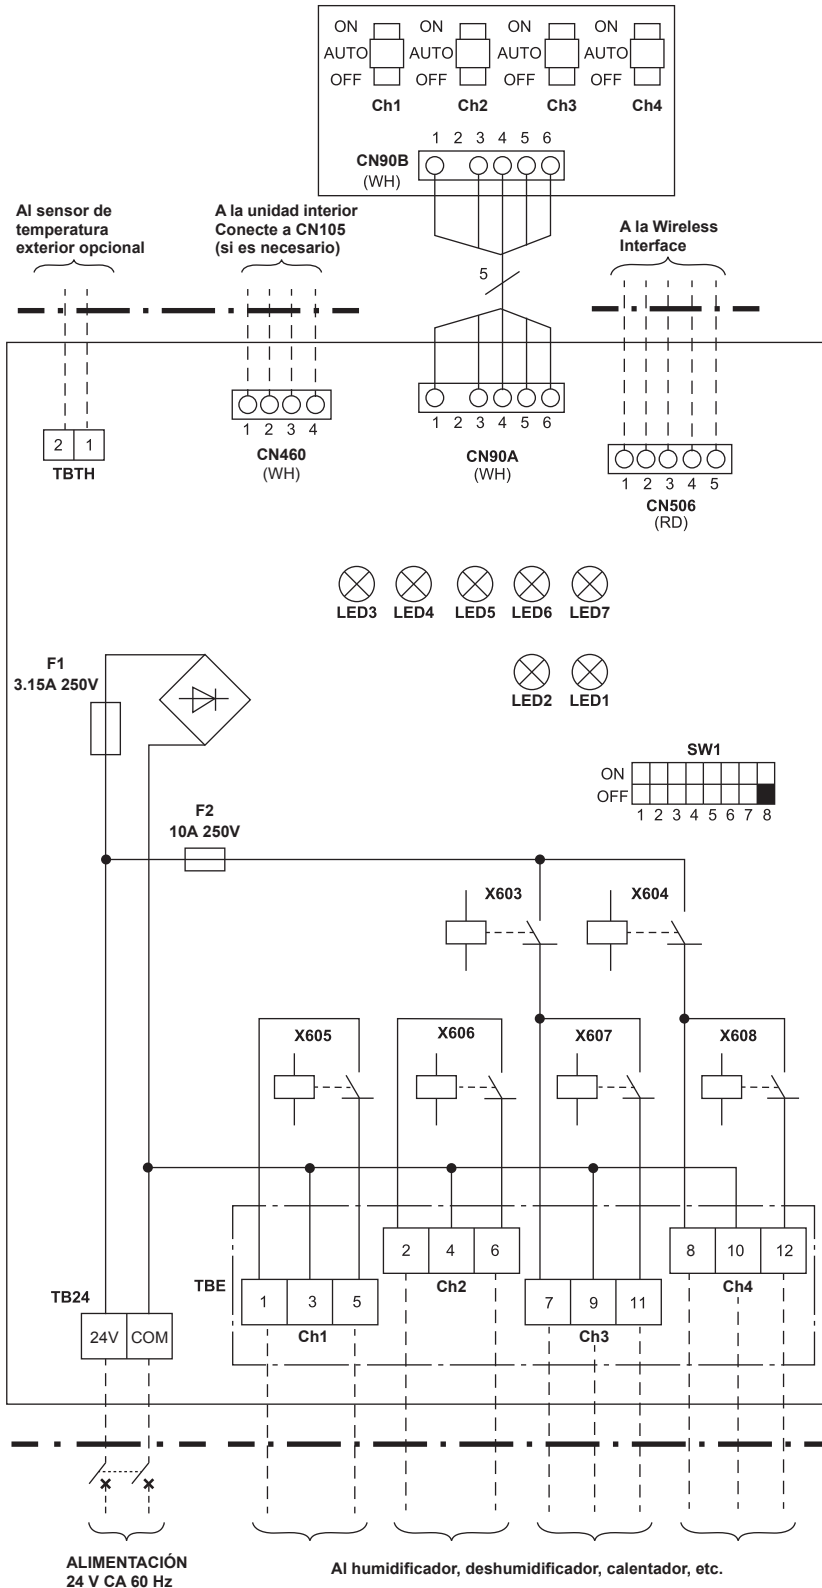 ON ON ON ON
AUTO AUTO AUTO AUTO
OFF OFF OFF OFF
Ch1 Ch2 Ch3 Ch4
1 2 3 4 5 6
CN90B
(WH)
Al sensor de
temperatura
exterior opcional
A la unidad interior
Conecte a CN105
(si es necesario)
A la Wireless
Interface
5
2 1
TBTH
1 2 3 4
CN460
(WH)
1 2 3 4 5 6
CN90A
(WH)
1 2 3 4 5
CN506
(RD)
LED3 LED4 LED5 LED6 LED7
LED2 LED1
F1
3.15A 250V
SW1
ON
OFF
1 2 3 4 5 6 7 8
F2
10A 250V
X603 X604
X605 X606 X607 X608
TBE
2 4 6
Ch2
8 10 12
Ch4
1 3 5
Ch1
7 9 11
Ch3
TB24
24V COM
ALIMENTACIÓN
24 V CA 60 Hz
Al humidificador, deshumidificador, calentador, etc.